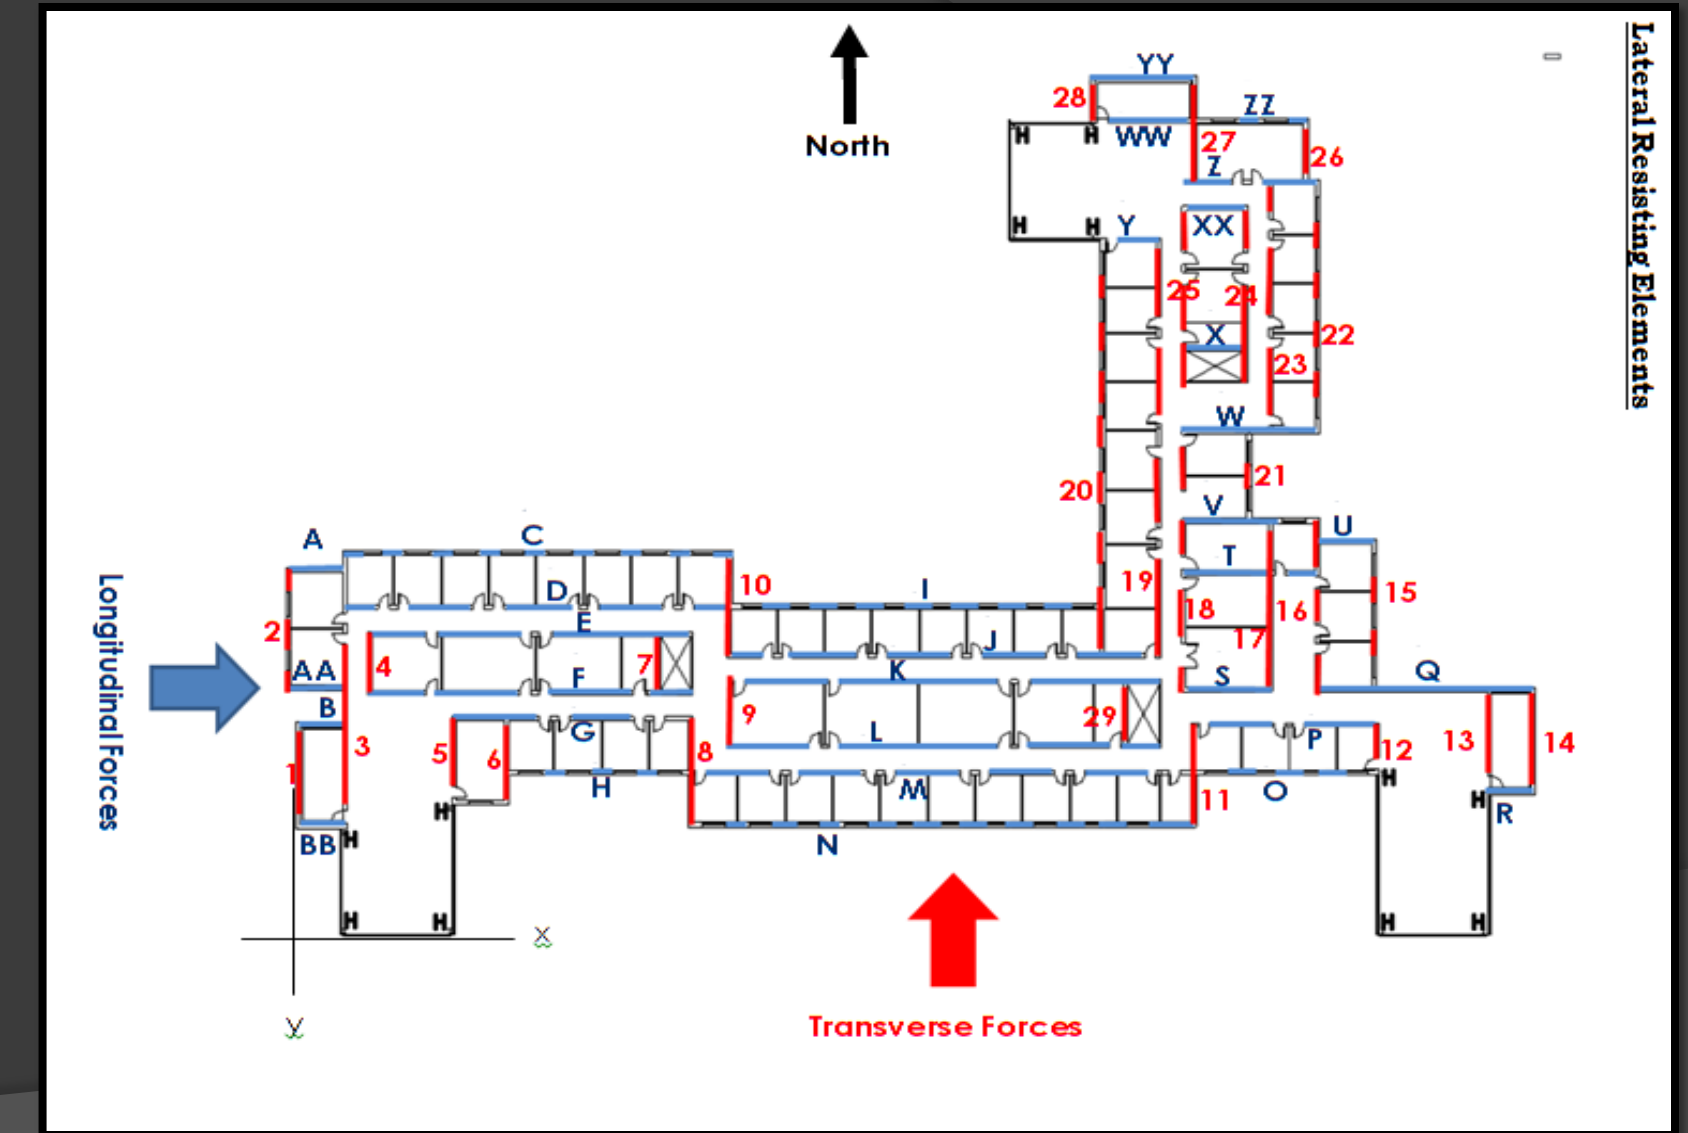 Lateral Resisting Elements
North
YY
28
ZZ
WW
27
26
Z
Y
XX
25
24
X
22
23
W
20
21
V
U
A
C
T
10
I
19
15
D
18
16
E
2
17
J
AA
4
F
7
K
S
Q
B
9
29
G
L
P
3
5
6
8
12
13
14
1
H
M
O
11
R
BB
N
H
H
H
H
H
H
H
H
H
H
H
H
Longitudinal Forces
x
y
Transverse Forces